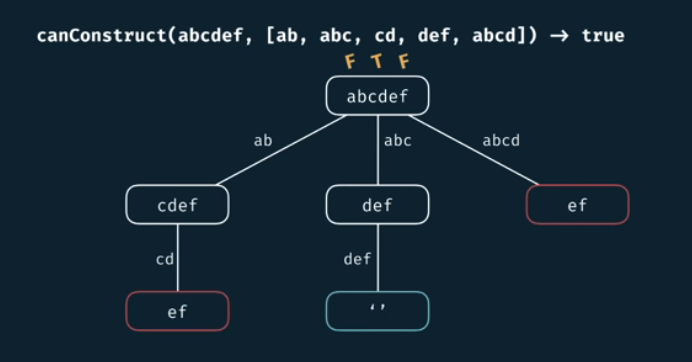 canConstruct(abcdef, [ab, abc, cd, def, abcd]) → true
F T F
abcdef
ab abc abcd
cdef def ef
cd def
ef ‘’